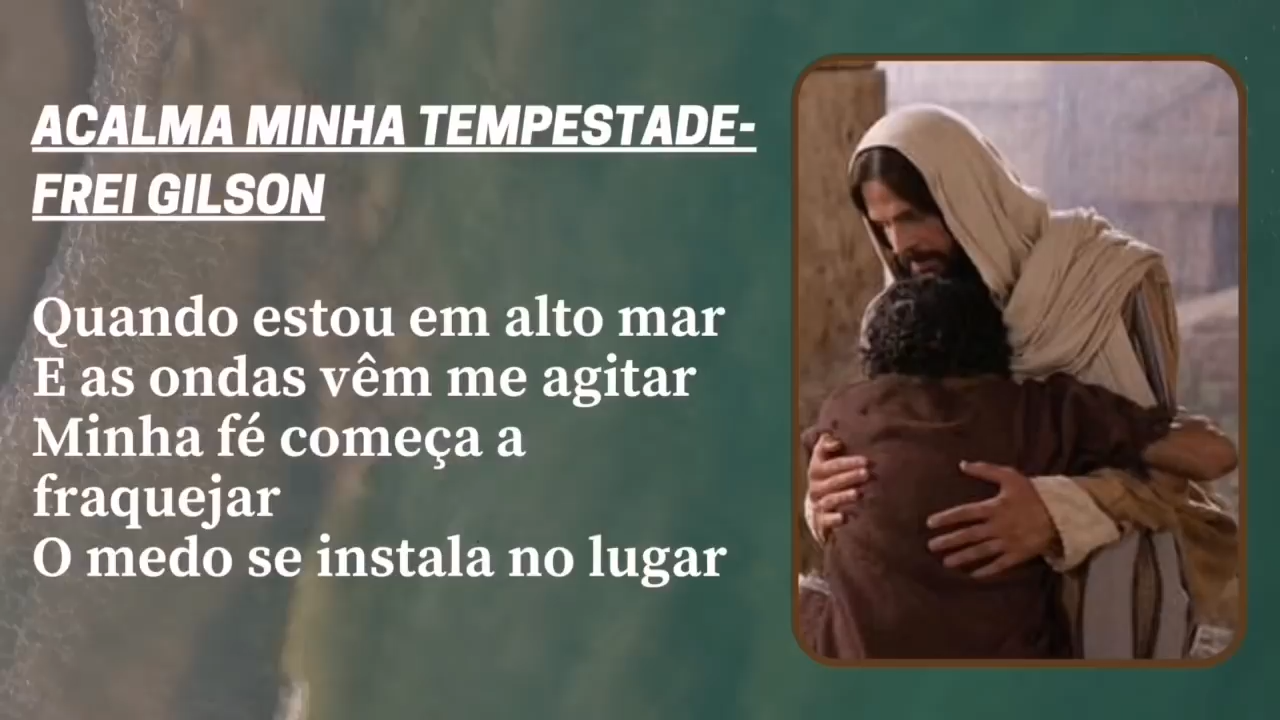 ACALMA MINHA TEMPESTADE-
FREI GILSON
Quando estou em alto mar
E as ondas vêm me agitar
Minha fé começa a
fraquejar
O medo se instala no lugar